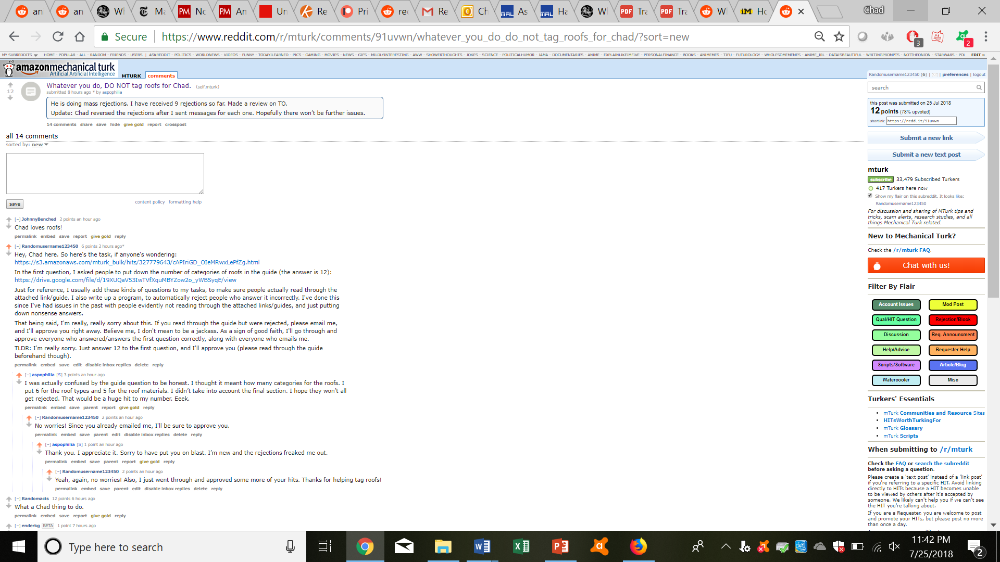 an
an
Wl
Ma
No
An
Un
Re
Pri
rec
Re
Ch
As
Ha
Wl
Tra
Tra
Wl
Ho
Chad
Secure
https://www.reddit.com/r/mturk/comments/91uvwn/whatever_you_do_do_not_tag_roofs_for_chad/?sort=new
3
2
MY SUBREDDITS
HOME - POPULAR - ALL - RANDOM - FRIENDS - USERS | ASKREDDIT - POLITICS - WORLDNEWS - VIDEOS - FUNNY - TODAYILEARNED - PICS - GAMING - MOVIES - NEWS - GIFS - MILDLYINTERESTING - AWW - SHOWERTHOUGHTS - JOKES - SCIENCE - POLITICALHUMOR - IAMA - DOCUMENTARIES - ANIME - EXPLAINLIKEIMFIVE - PERSONALFINANCE - BOOKS - ANIMEMES - TIFU - FUTUROLOGY - WHOLESOMEMEMES - ANIME_IRL - DATAISBEAUTIFUL - WRITINGPROMPTS - NOTTHEONION - STARWARS - POL
EDIT »
amazonmechanical turk
Artificial Artificial Intelligence
MTURK
comments
Randomusername123450 (6) | | preferences | logout
12
Whatever you do, DO NOT tag roofs for Chad. (self.mturk)
submitted 8 hours ago * by aspophilia
He is doing mass rejections. I have received 9 rejections so far. Made a review on TO.
Update: Chad reversed the rejections after I sent messages for each one. Hopefully there won't be further issues.
14 comments share save hide give gold report crosspost
all 14 comments
sorted by: new
save
content policy formatting help
[–] JohnnyBenched 2 points an hour ago
Chad loves roofs!
permalink embed save report give gold reply
[–] Randomusername123450 6 points 2 hours ago*
Hey, Chad here. So here's the task, if anyone's wondering:
https://s3.amazonaws.com/mturk_bulk/hits/327779643/cAPIriGD_OIeMRwxLePfZg.html
In the first question, I asked people to put down the number of categories of roofs in the guide (the answer is 12):
https://drive.google.com/file/d/19XUQaV53IwTVfXquMBYZow2o_yWBSyqE/view
Just for reference, I usually add these kinds of questions to my tasks, to make sure people actually read through the
attached link/guide. I also write up a program, to automatically reject people who answer it incorrectly. I've done this
since I've had issues in the past with people evidently not reading through the attached links/guides, and just putting
down nonsense answers.
That being said, I'm really, really sorry about this. If you read through the guide but were rejected, please email me,
and I'll approve you right away. Believe me, I don't mean to be a jackass. As a sign of good faith, I'll go through and
approve everyone who answered/answers the first question correctly, along with everyone who emails me.
TLDR: I'm really sorry. Just answer 12 to the first question, and I'll approve you (please read through the guide
beforehand though).
permalink embed save edit disable inbox replies delete reply
[–] aspophilia [S] 3 points an hour ago
I was actually confused by the guide question to be honest. I thought it meant how many categories for the roofs. I
put 6 for the roof types and 5 for the roof materials. I didn't take into account the final section. I hope they won't all
get rejected. That would be a huge hit to my number. Eeek.
permalink embed save parent report give gold reply
[–] Randomusername123450 2 points an hour ago
No worries! Since you already emailed me, I'll be sure to approve you.
permalink embed save parent edit disable inbox replies delete reply
[–] aspophilia [S] 1 point an hour ago
Thank you. I appreciate it. Sorry to have put you on blast. I'm new and the rejections freaked me out.
permalink embed save parent report give gold reply
[–] Randomusername123450 2 points an hour ago
Yeah, again, no worries! Also, I just went through and approved some more of your hits. Thanks for helping tag roofs!
permalink embed save parent edit disable inbox replies delete reply
[–] Randomacts 12 points 6 hours ago
What a Chad thing to do.
permalink embed save report give gold reply
[–] enderkg BETA 1 point 7 hours ago
search
this post was submitted on 25 Jul 2018
12 points (78% upvoted)
shortlink: https://redd.it/91uvwn
Submit a new link
Submit a new text post
mturk
subscribe 33,479 Subscribed Turkers
417 Turkers here now
Show my flair on this subreddit. It looks like:
Randomusername123450
For discussion and sharing of MTurk tips and
tricks, scam alerts, research studies, and all
things Mechanical Turk related.
New to Mechanical Turk?
Check the /r/mturk FAQ.
Chat with us!
Filter By Flair
Account Issues
Mod Post
Qual/HIT Question
Rejection/Block
Discussion
Req. Announcment
Help/Advice
Requester Help
Scripts/Software
Article/Blog
Watercooler
Misc
Turkers' Essentials
mTurk Communities and Resource Sites
HITsWorthTurkingFor
mTurk Glossary
mTurk Scripts
When submitting to /r/mturk
Check the FAQ or search the subreddit
before asking a question.
Please create a 'text post' instead of a 'link post'
if you're referring to a specific HIT. Avoid linking
directly to HITs because a HIT becomes unable
to be viewed by others after it's accepted by
someone. We likely can't help you if we can't see
the HIT you're talking about.
If you are a Requester, you are welcome to post
and promote your HITs, but please post no more
than once a day.
Type here to search
11:42 PM
7/25/2018
2